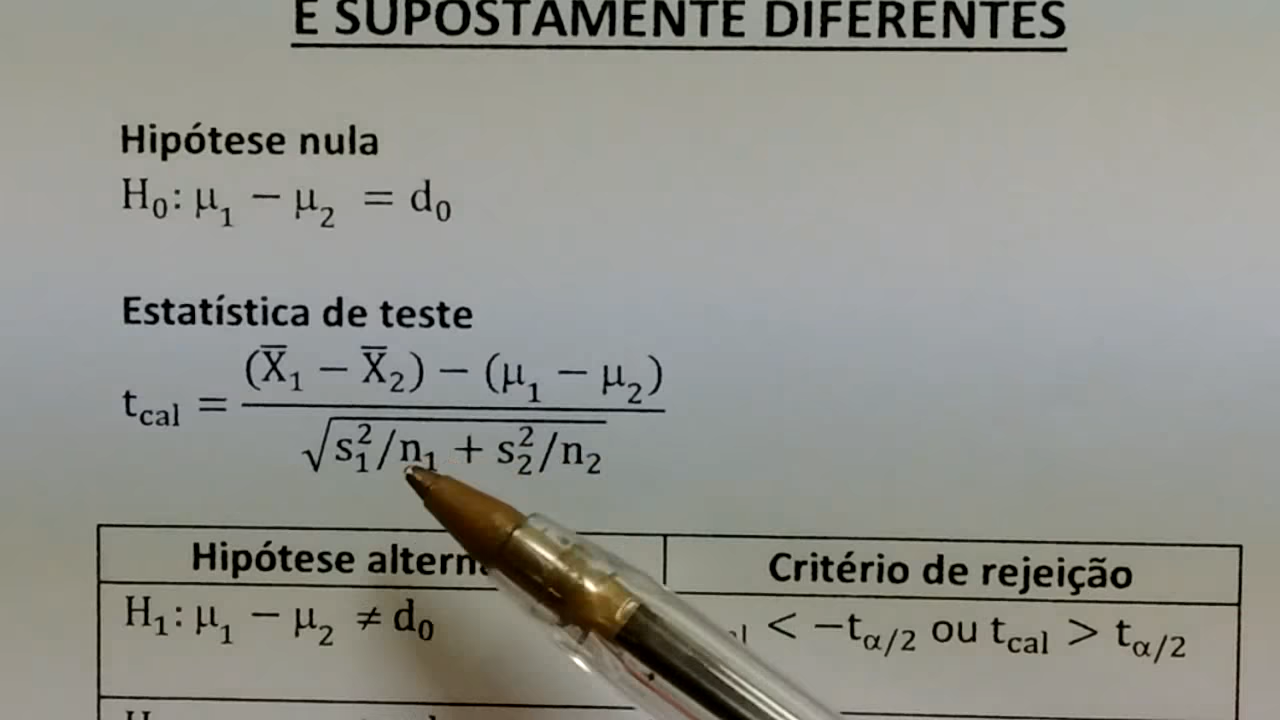 E SUPOSTAMENTE DIFERENTES
Hipótese nula
H₀: μ₁ − μ₂ = d₀
Estatística de teste
t_cal = ((X̅₁ − X̅₂) − (μ₁ − μ₂)) / √(s₁²/n₁ + s₂²/n₂)
Hipótese altern
Critério de rejeição
H₁: μ₁ − μ₂ ≠ d₀
< −t_α/2 ou t_cal > t_α/2